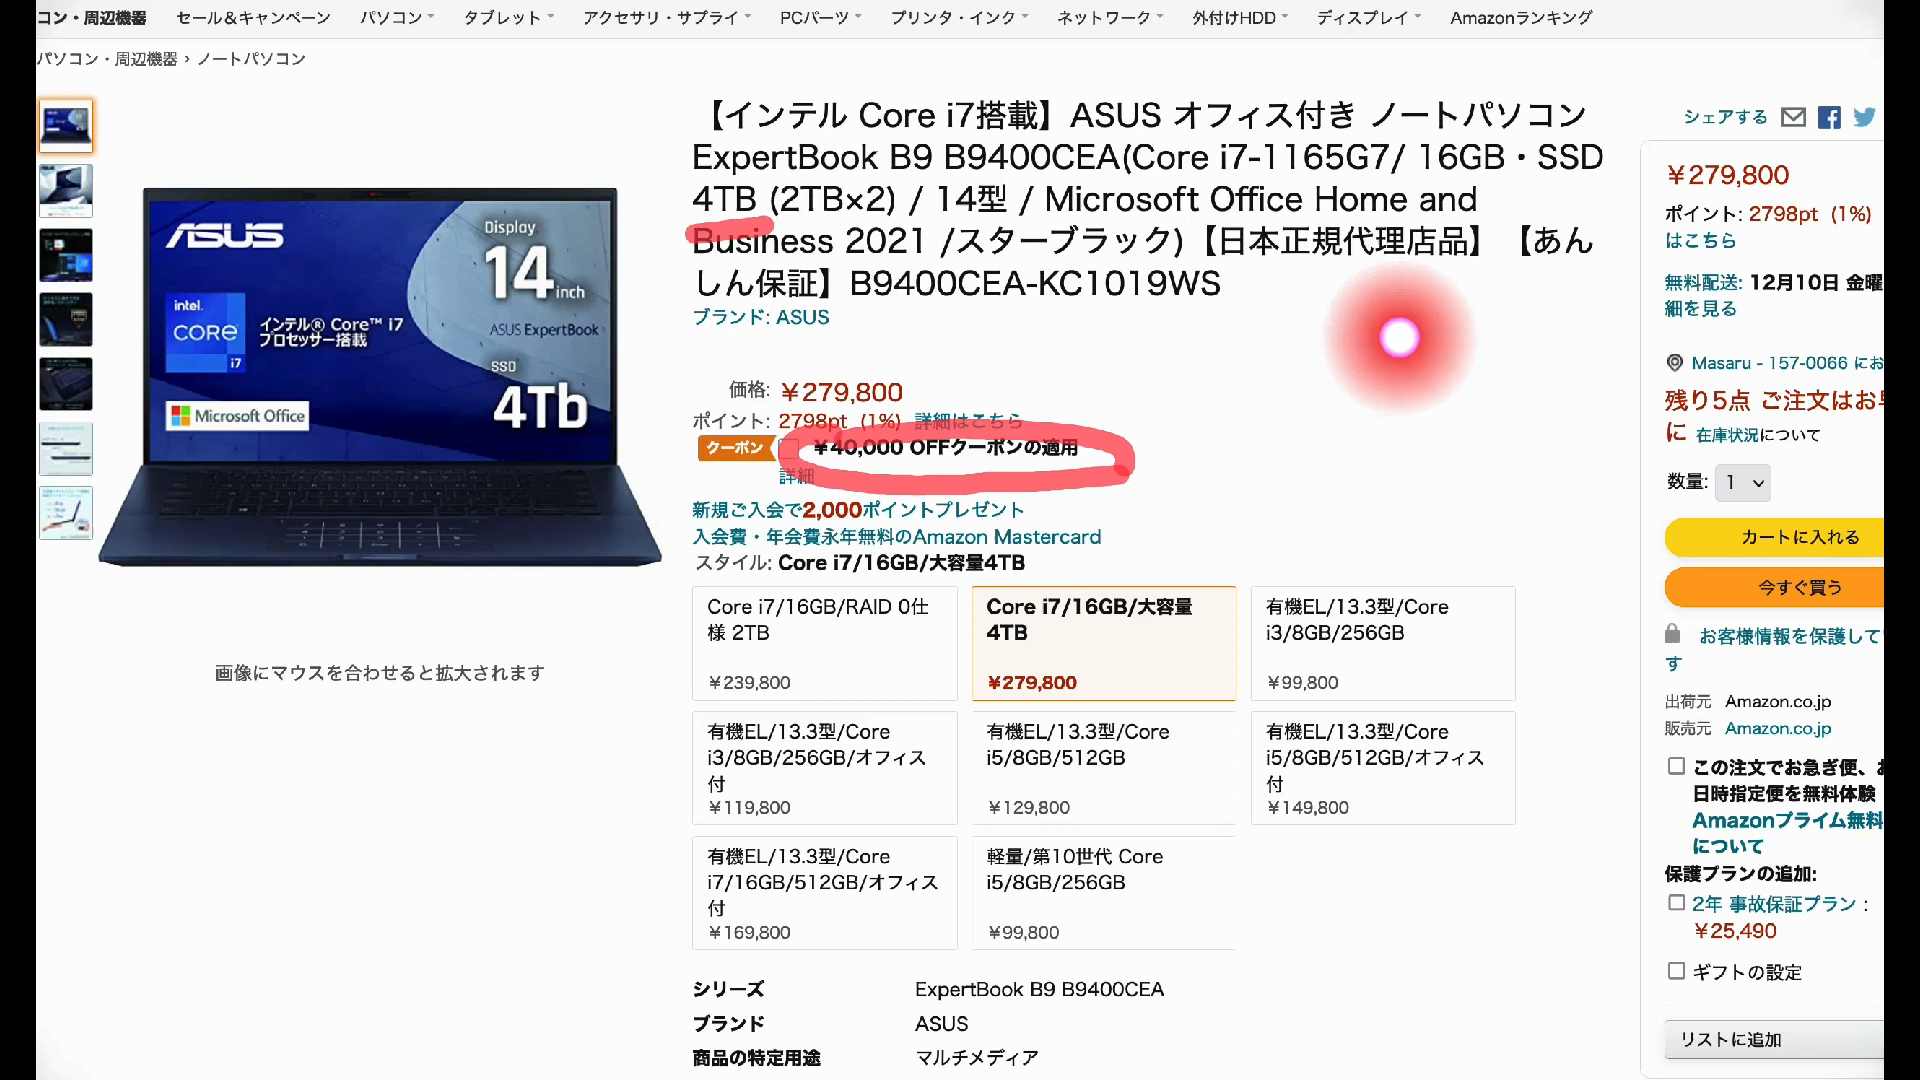 コン・周辺機器 セール＆キャンペーン パソコン タブレット アクセサリ・サプライ PCパーツ プリンタ・インク ネットワーク 外付けHDD ディスプレイ Amazonランキング
パソコン・周辺機器 › ノートパソコン
ASUS
Display
14 inch
ASUS ExpertBook
intel.
CORE
i7
インテル® Core™ i7
プロセッサー搭載
SSD
4Tb
Microsoft Office
画像にマウスを合わせると拡大されます
【インテル Core i7搭載】ASUS オフィス付き ノートパソコン
ExpertBook B9 B9400CEA(Core i7-1165G7/ 16GB・SSD
4TB (2TB×2) / 14型 / Microsoft Office Home and
Business 2021 /スターブラック)【日本正規代理店品】【あん
しん保証】B9400CEA-KC1019WS
ブランド: ASUS
価格: ￥279,800
ポイント: 2798pt (1%) 詳細はこちら
クーポン ￥40,000 OFFクーポンの適用
詳細
新規ご入会で2,000ポイントプレゼント
入会費・年会費永年無料のAmazon Mastercard
スタイル: Core i7/16GB/大容量4TB
Core i7/16GB/RAID 0仕
様 2TB
￥239,800
Core i7/16GB/大容量
4TB
￥279,800
有機EL/13.3型/Core
i3/8GB/256GB
￥99,800
有機EL/13.3型/Core
i3/8GB/256GB/オフィス
付
￥119,800
有機EL/13.3型/Core
i5/8GB/512GB
￥129,800
有機EL/13.3型/Core
i5/8GB/512GB/オフィス
付
￥149,800
有機EL/13.3型/Core
i7/16GB/512GB/オフィス
付
￥169,800
軽量/第10世代 Core
i5/8GB/256GB
￥99,800
シリーズ ExpertBook B9 B9400CEA
ブランド ASUS
商品の特定用途 マルチメディア
シェアする
￥279,800
ポイント: 2798pt (1%)
はこちら
無料配送: 12月10日 金曜
細を見る
Masaru - 157-0066 にお
残り5点 ご注文はお早
に 在庫状況について
数量: 1
カートに入れる
今すぐ買う
お客様情報を保護して
す
出荷元 Amazon.co.jp
販売元 Amazon.co.jp
この注文でお急ぎ便、お
日時指定便を無料体験
Amazonプライム無料
について
保護プランの追加:
2年 事故保証プラン：
￥25,490
ギフトの設定
リストに追加